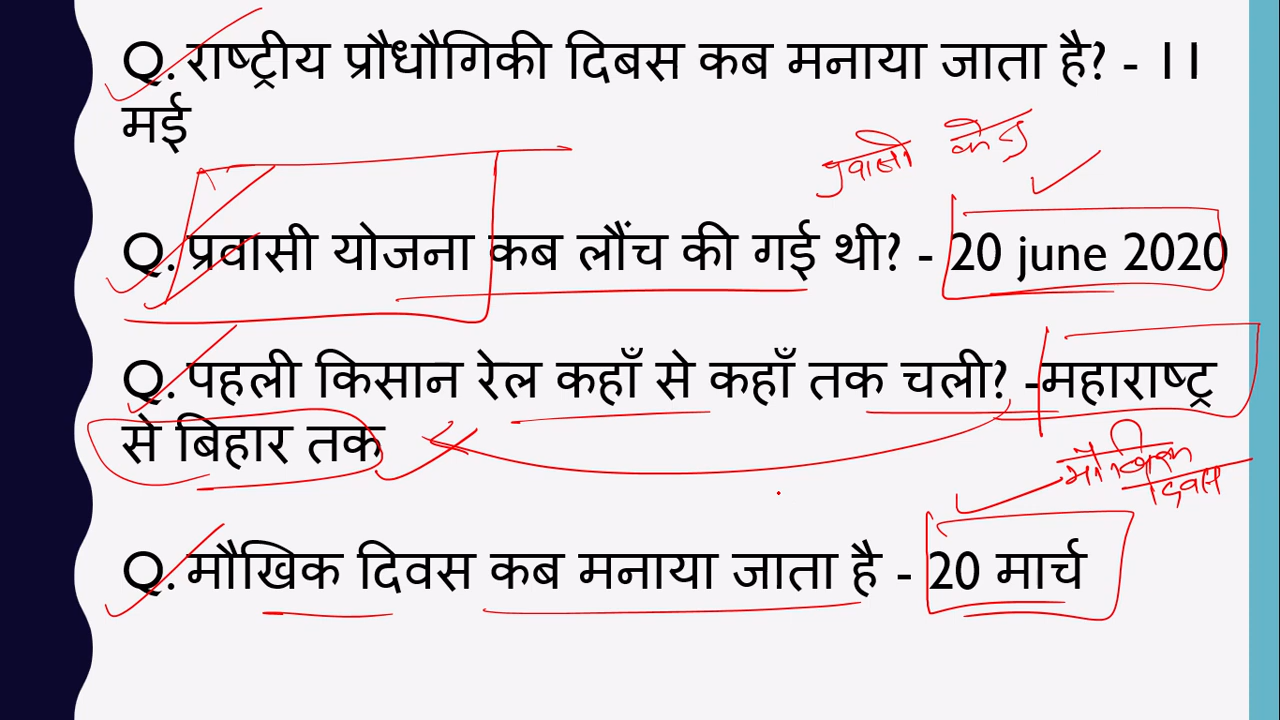 Q. राष्ट्रीय प्रौधौगिकी दिबस कब मनाया जाता है? - 11
मई
प्रवासी
Q. प्रवासी योजना कब लौंच की गई थी? - 20 june 2020
Q. पहली किसान रेल कहाँ से कहाँ तक चली? -महाराष्ट्र
से बिहार तक
मौखिक
दिवस
Q. मौखिक दिवस कब मनाया जाता है - 20 मार्च